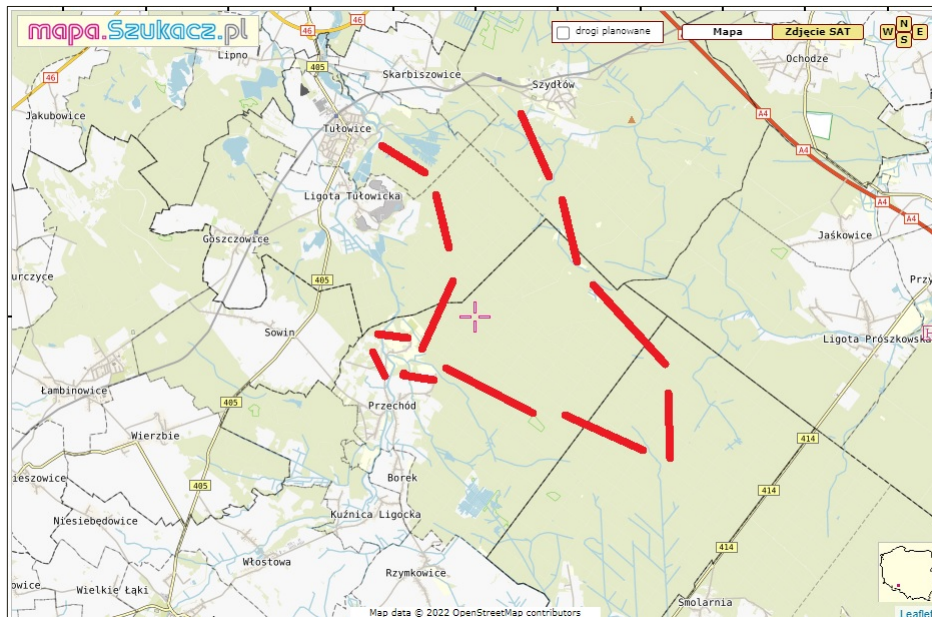 mapa.Szukacz.pl
46
46
46
Lipno
405
Skarbiszowice
drogi planowane
Mapa
Zdjęcie SAT
N
W
E
S
Ochodze
Szydłów
Jakubowice
Tułowice
A4
A4
Ligota Tułowicka
A4
A4
Goszczowice
Jaśkowice
urczyce
405
Przy
Sowin
Ligota Prószkowska
Łambinowice
405
Przechód
Wierzbie
414
ieszowice
405
Borek
414
Niesiebędowice
Kuźnica Ligocka
414
Włostowa
Rzymkowice
owice
Wielkie Łąki
Smolarnia
Map data © 2022 OpenStreetMap contributors
Leaflet